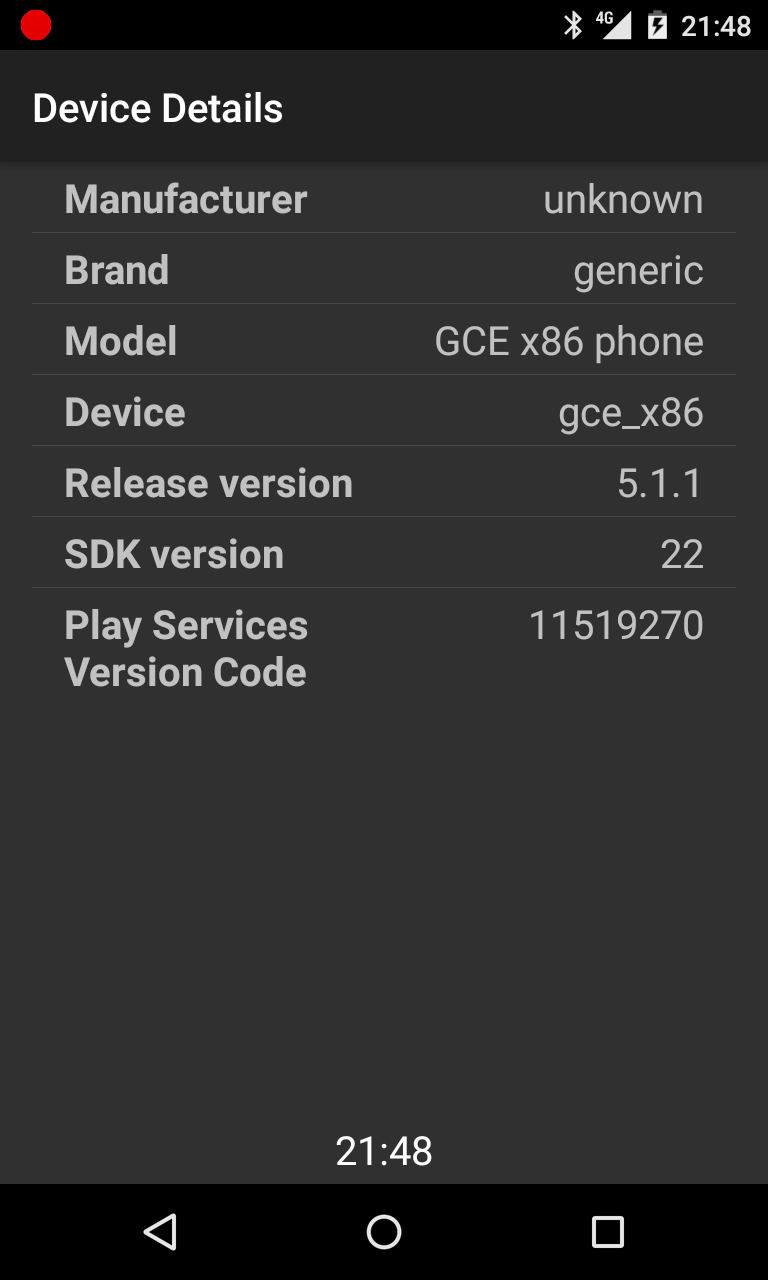 4G 21:48
Device Details
Manufacturer unknown
Brand generic
Model GCE x86 phone
Device gce_x86
Release version 5.1.1
SDK version 22
Play Services 11519270
Version Code
21:48